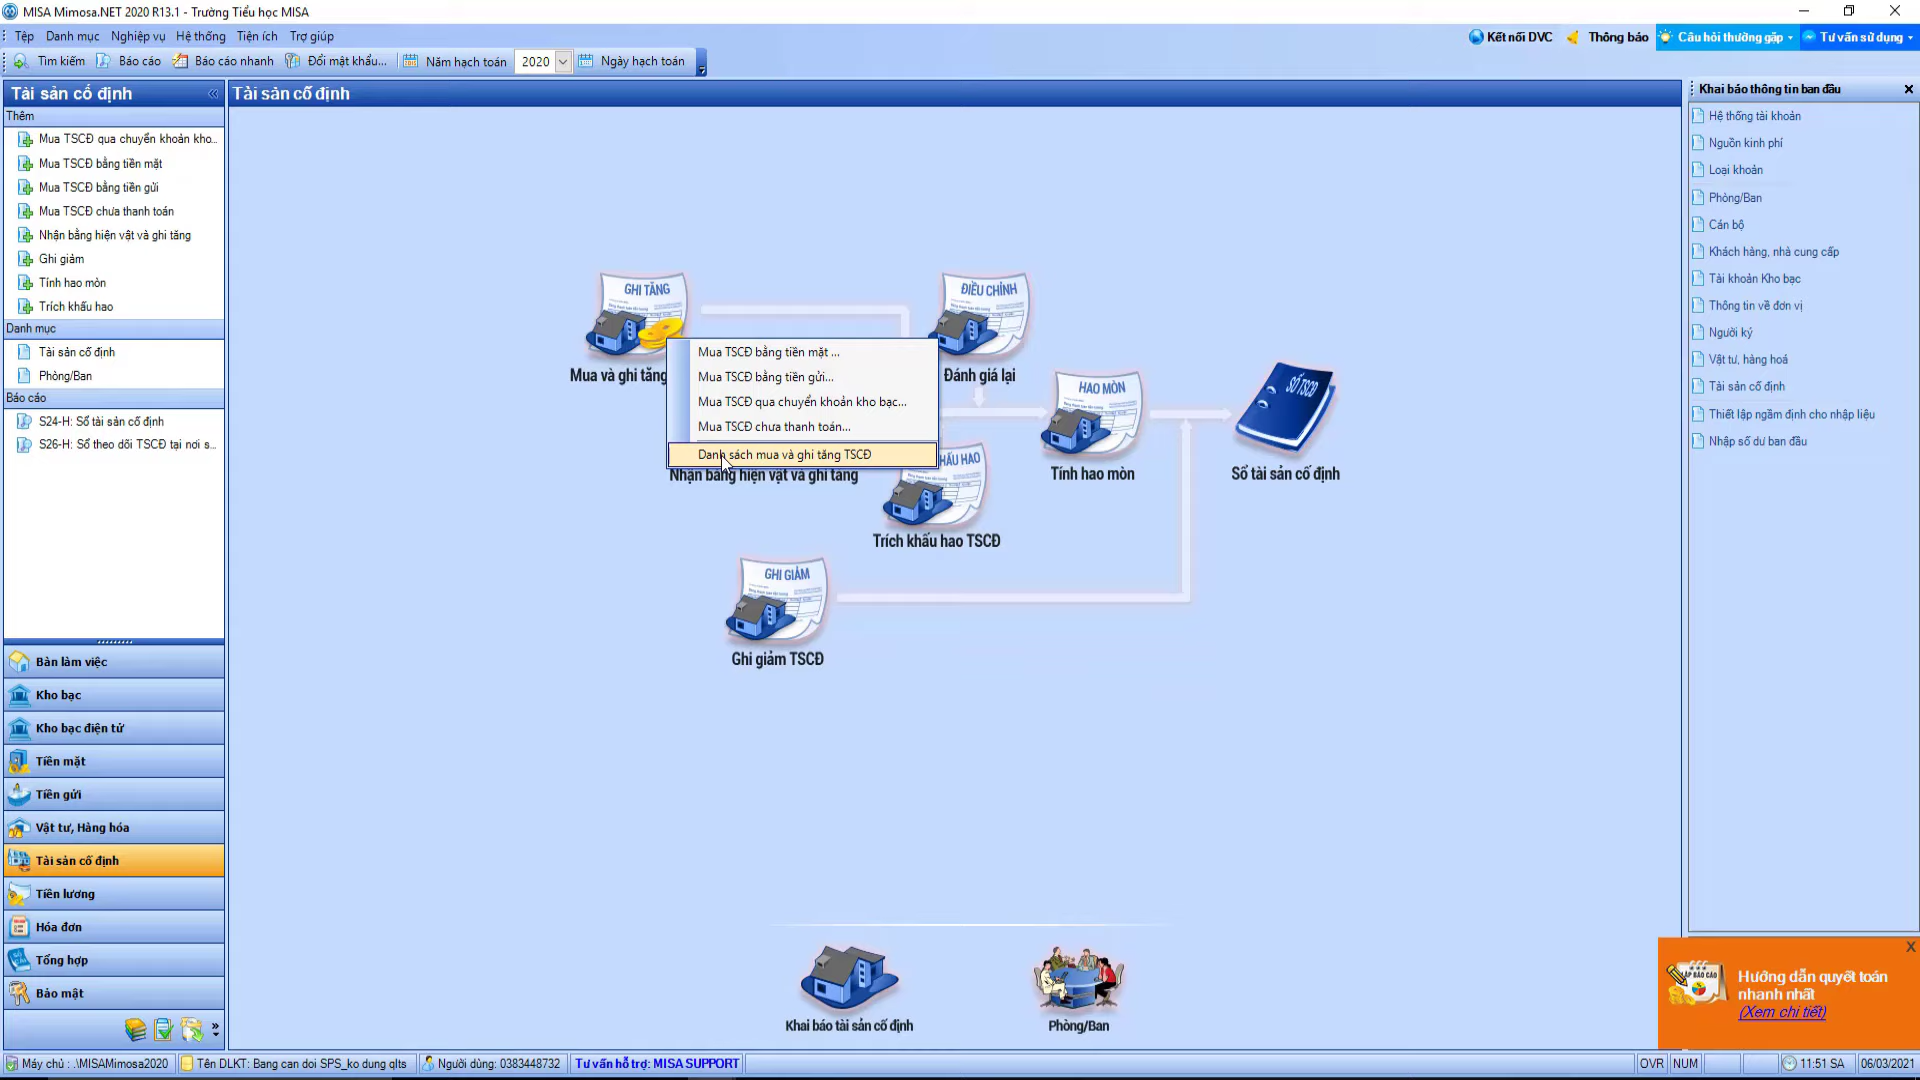 MISA Mimosa.NET 2020 R13.1 - Trường Tiểu học MISA
Tệp Danh mục Nghiệp vụ Hệ thống Tiện ích Trợ giúp
Kết nối DVC Thông báo Câu hỏi thường gặp Tư vấn sử dụng
Tìm kiếm Báo cáo Báo cáo nhanh Đổi mật khẩu... Năm hạch toán 2020 Ngày hạch toán
Tài sản cố định
Thêm
Mua TSCĐ qua chuyển khoản kho...
Mua TSCĐ bằng tiền mặt
Mua TSCĐ bằng tiền gửi
Mua TSCĐ chưa thanh toán
Nhận bằng hiện vật và ghi tăng
Ghi giảm
Tính hao mòn
Trích khấu hao
Danh mục
Tài sản cố định
Phòng/Ban
Báo cáo
S24-H: Sổ tài sản cố định
S26-H: Sổ theo dõi TSCĐ tại nơi s...
Bàn làm việc
Kho bạc
Kho bạc điện tử
Tiền mặt
Tiền gửi
Vật tư, Hàng hóa
Tài sản cố định
Tiền lương
Hóa đơn
Tổng hợp
Bảo mật
Tài sản cố định
GHI TĂNG
Mua và ghi tăng
ĐIỀU CHỈNH
Đánh giá lại
Mua TSCĐ bằng tiền mặt ...
Mua TSCĐ bằng tiền gửi...
Mua TSCĐ qua chuyển khoản kho bạc...
Mua TSCĐ chưa thanh toán...
Danh sách mua và ghi tăng TSCĐ
Nhận bằng hiện vật và ghi tăng
HẤU HAO
Trích khấu hao TSCĐ
HAO MÒN
Tính hao mòn
SỔ TSCĐ
Sổ tài sản cố định
GHI GIẢM
Ghi giảm TSCĐ
Khai báo tài sản cố định
Phòng/Ban
Khai báo thông tin ban đầu
Hệ thống tài khoản
Nguồn kinh phí
Loại khoản
Phòng/Ban
Cán bộ
Khách hàng, nhà cung cấp
Tài khoản Kho bạc
Thông tin về đơn vị
Người ký
Vật tư, hàng hoá
Tài sản cố định
Thiết lập ngầm định cho nhập liệu
Nhập số dư ban đầu
LẬP BÁO CÁO
Hướng dẫn quyết toán
nhanh nhất
(Xem chi tiết)
X
Máy chủ : .\MISAMimosa2020 Tên DLKT: Bang can doi SPS_ko dung qlts Người dùng: 0383448732 Tư vấn hỗ trợ: MISA SUPPORT OVR NUM 11:51 SA 06/03/2021